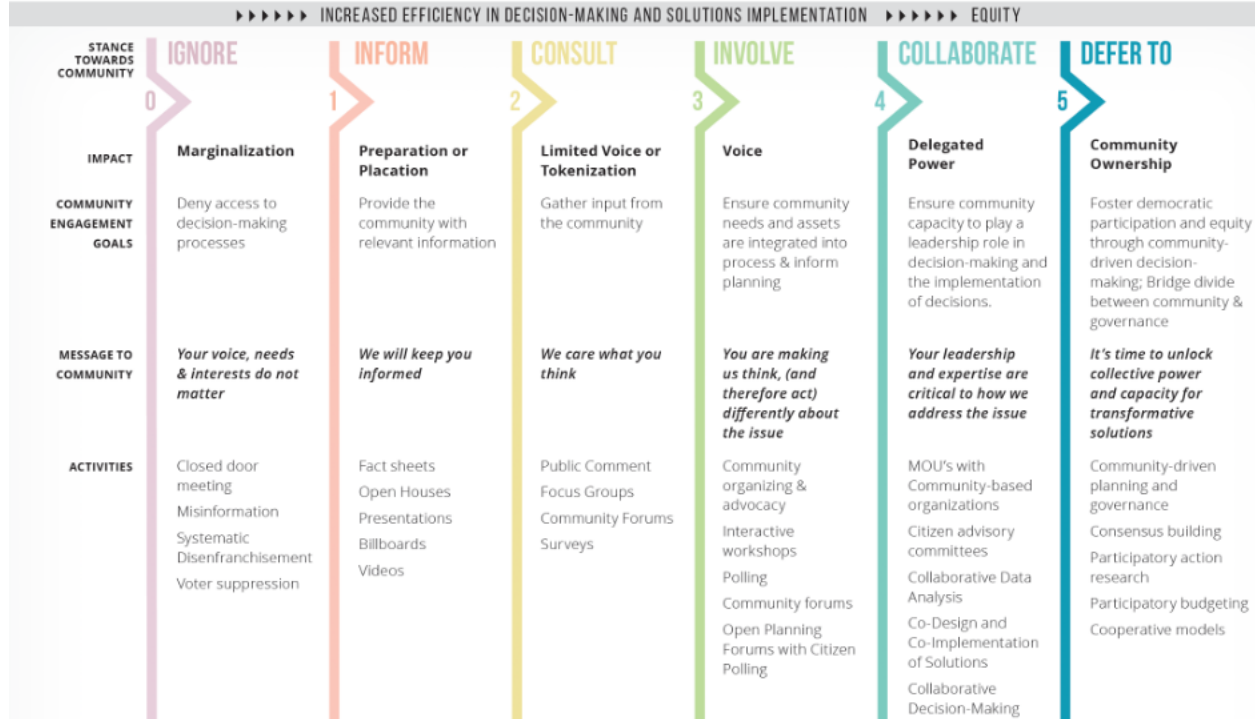 ▶▶▶▶▶▶ INCREASED EFFICIENCY IN DECISION-MAKING AND SOLUTIONS IMPLEMENTATION ▶▶▶▶▶▶ EQUITY
STANCE
TOWARDS
COMMUNITY
IGNORE
0
INFORM
1
CONSULT
2
INVOLVE
3
COLLABORATE
4
DEFER TO
5
IMPACT
Marginalization
Preparation or
Placation
Limited Voice or
Tokenization
Voice
Delegated
Power
Community
Ownership
COMMUNITY
ENGAGEMENT
GOALS
Deny access to
decision-making
processes
Provide the
community with
relevant information
Gather input from
the community
Ensure community
needs and assets
are integrated into
process & inform
planning
Ensure community
capacity to play a
leadership role in
decision-making and
the implementation
of decisions.
Foster democratic
participation and equity
through community-
driven decision-
making; Bridge divide
between community &
governance
MESSAGE TO
COMMUNITY
Your voice, needs
& interests do not
matter
We will keep you
informed
We care what you
think
You are making
us think, (and
therefore act)
differently about
the issue
Your leadership
and expertise are
critical to how we
address the issue
It's time to unlock
collective power
and capacity for
transformative
solutions
ACTIVITIES
Closed door
meeting
Misinformation
Systematic
Disenfranchisement
Voter suppression
Fact sheets
Open Houses
Presentations
Billboards
Videos
Public Comment
Focus Groups
Community Forums
Surveys
Community
organizing &
advocacy
Interactive
workshops
Polling
Community forums
Open Planning
Forums with Citizen
Polling
MOU's with
Community-based
organizations
Citizen advisory
committees
Collaborative Data
Analysis
Co-Design and
Co-Implementation
of Solutions
Collaborative
Decision-Making
Community-driven
planning and
governance
Consensus building
Participatory action
research
Participatory budgeting
Cooperative models